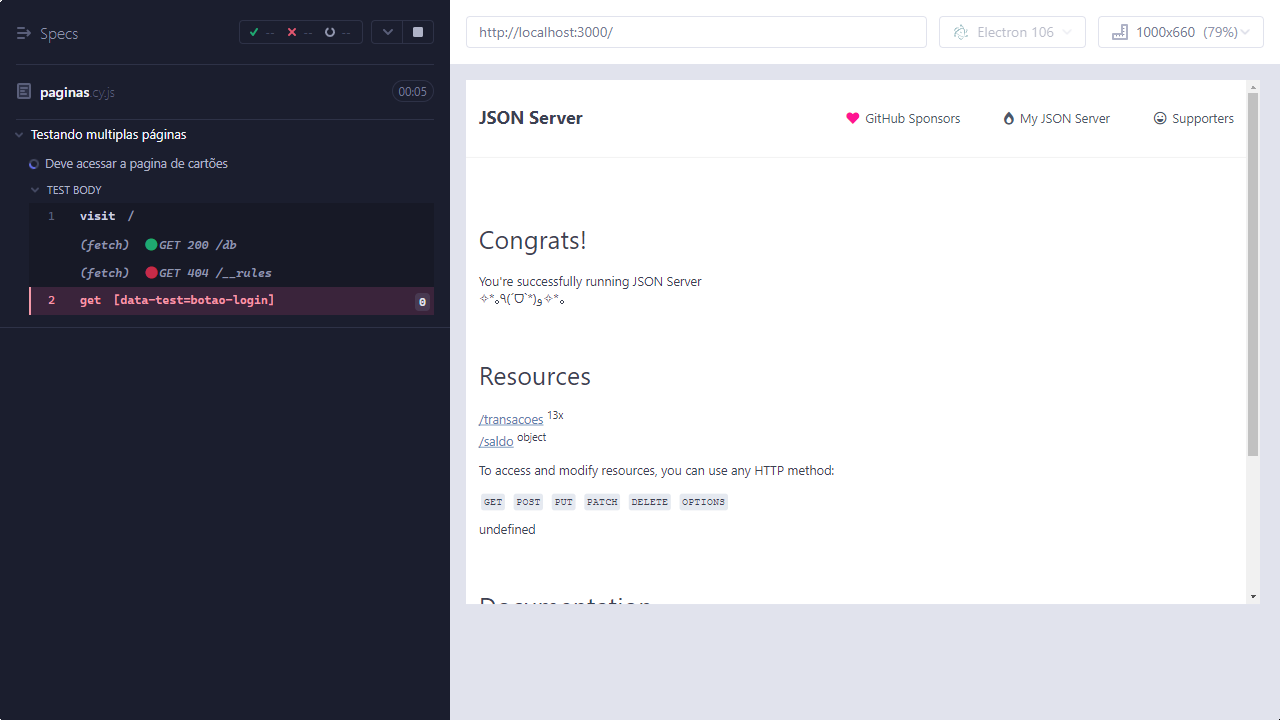 Specs
-- -- --
paginas.cy.js 00:05
Testando multiplas páginas
Deve acessar a pagina de cartões
TEST BODY
1 visit /
(fetch) GET 200 /db
(fetch) GET 404 /__rules
2 get [data-test=botao-login] 0
http://localhost:3000/
Electron 106
1000x660 (79%)
JSON Server
GitHub Sponsors
My JSON Server
Supporters
Congrats!
You're successfully running JSON Server
✧*｡٩(ˊᗜˋ*)و✧*｡
Resources
/transacoes 13x
/saldo object
To access and modify resources, you can use any HTTP method:
GET POST PUT PATCH DELETE OPTIONS
undefined
Documentation